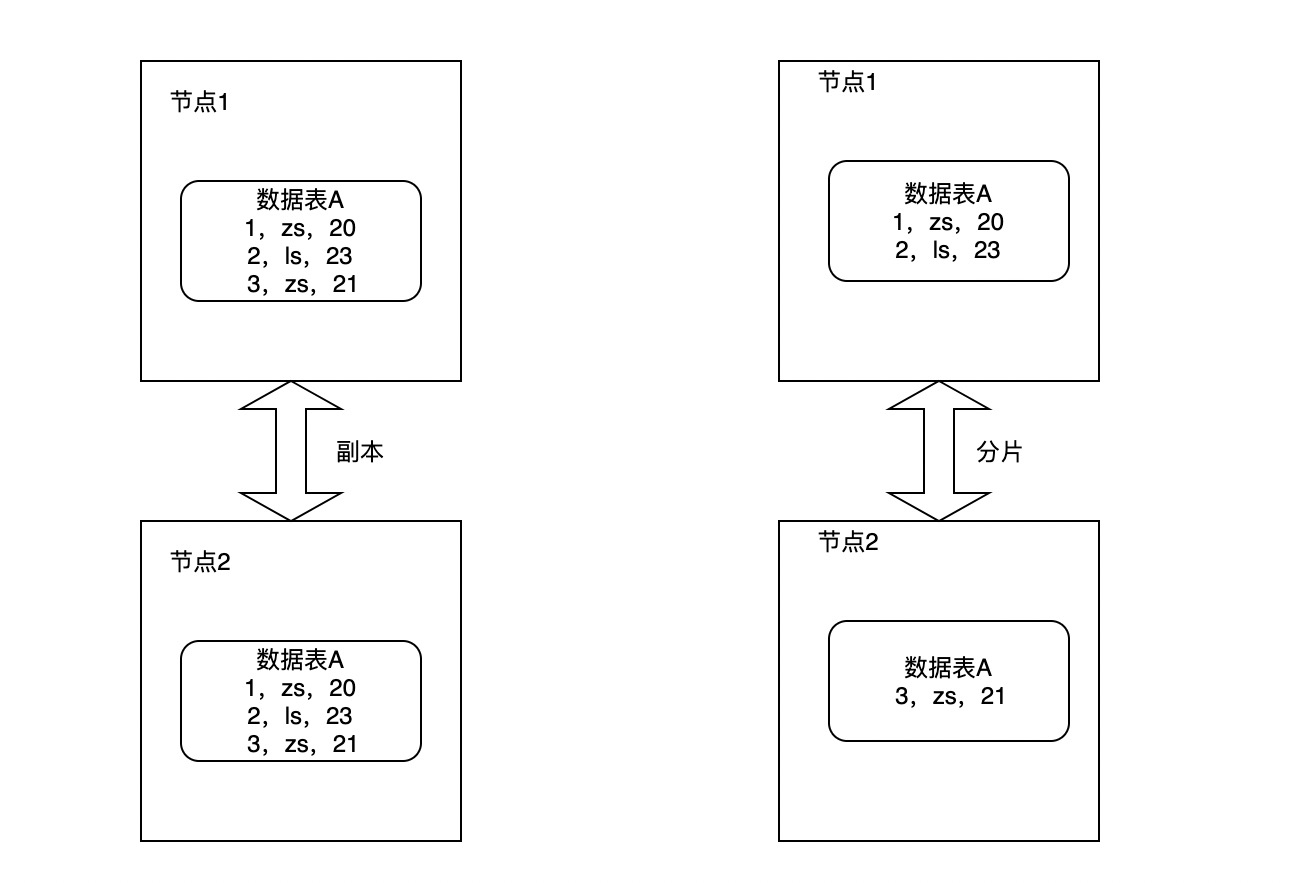 节点1
数据表A
1，zs，20
2，ls，23
3，zs，21
副本
节点2
数据表A
1，zs，20
2，ls，23
3，zs，21
节点1
数据表A
1，zs，20
2，ls，23
分片
节点2
数据表A
3，zs，21